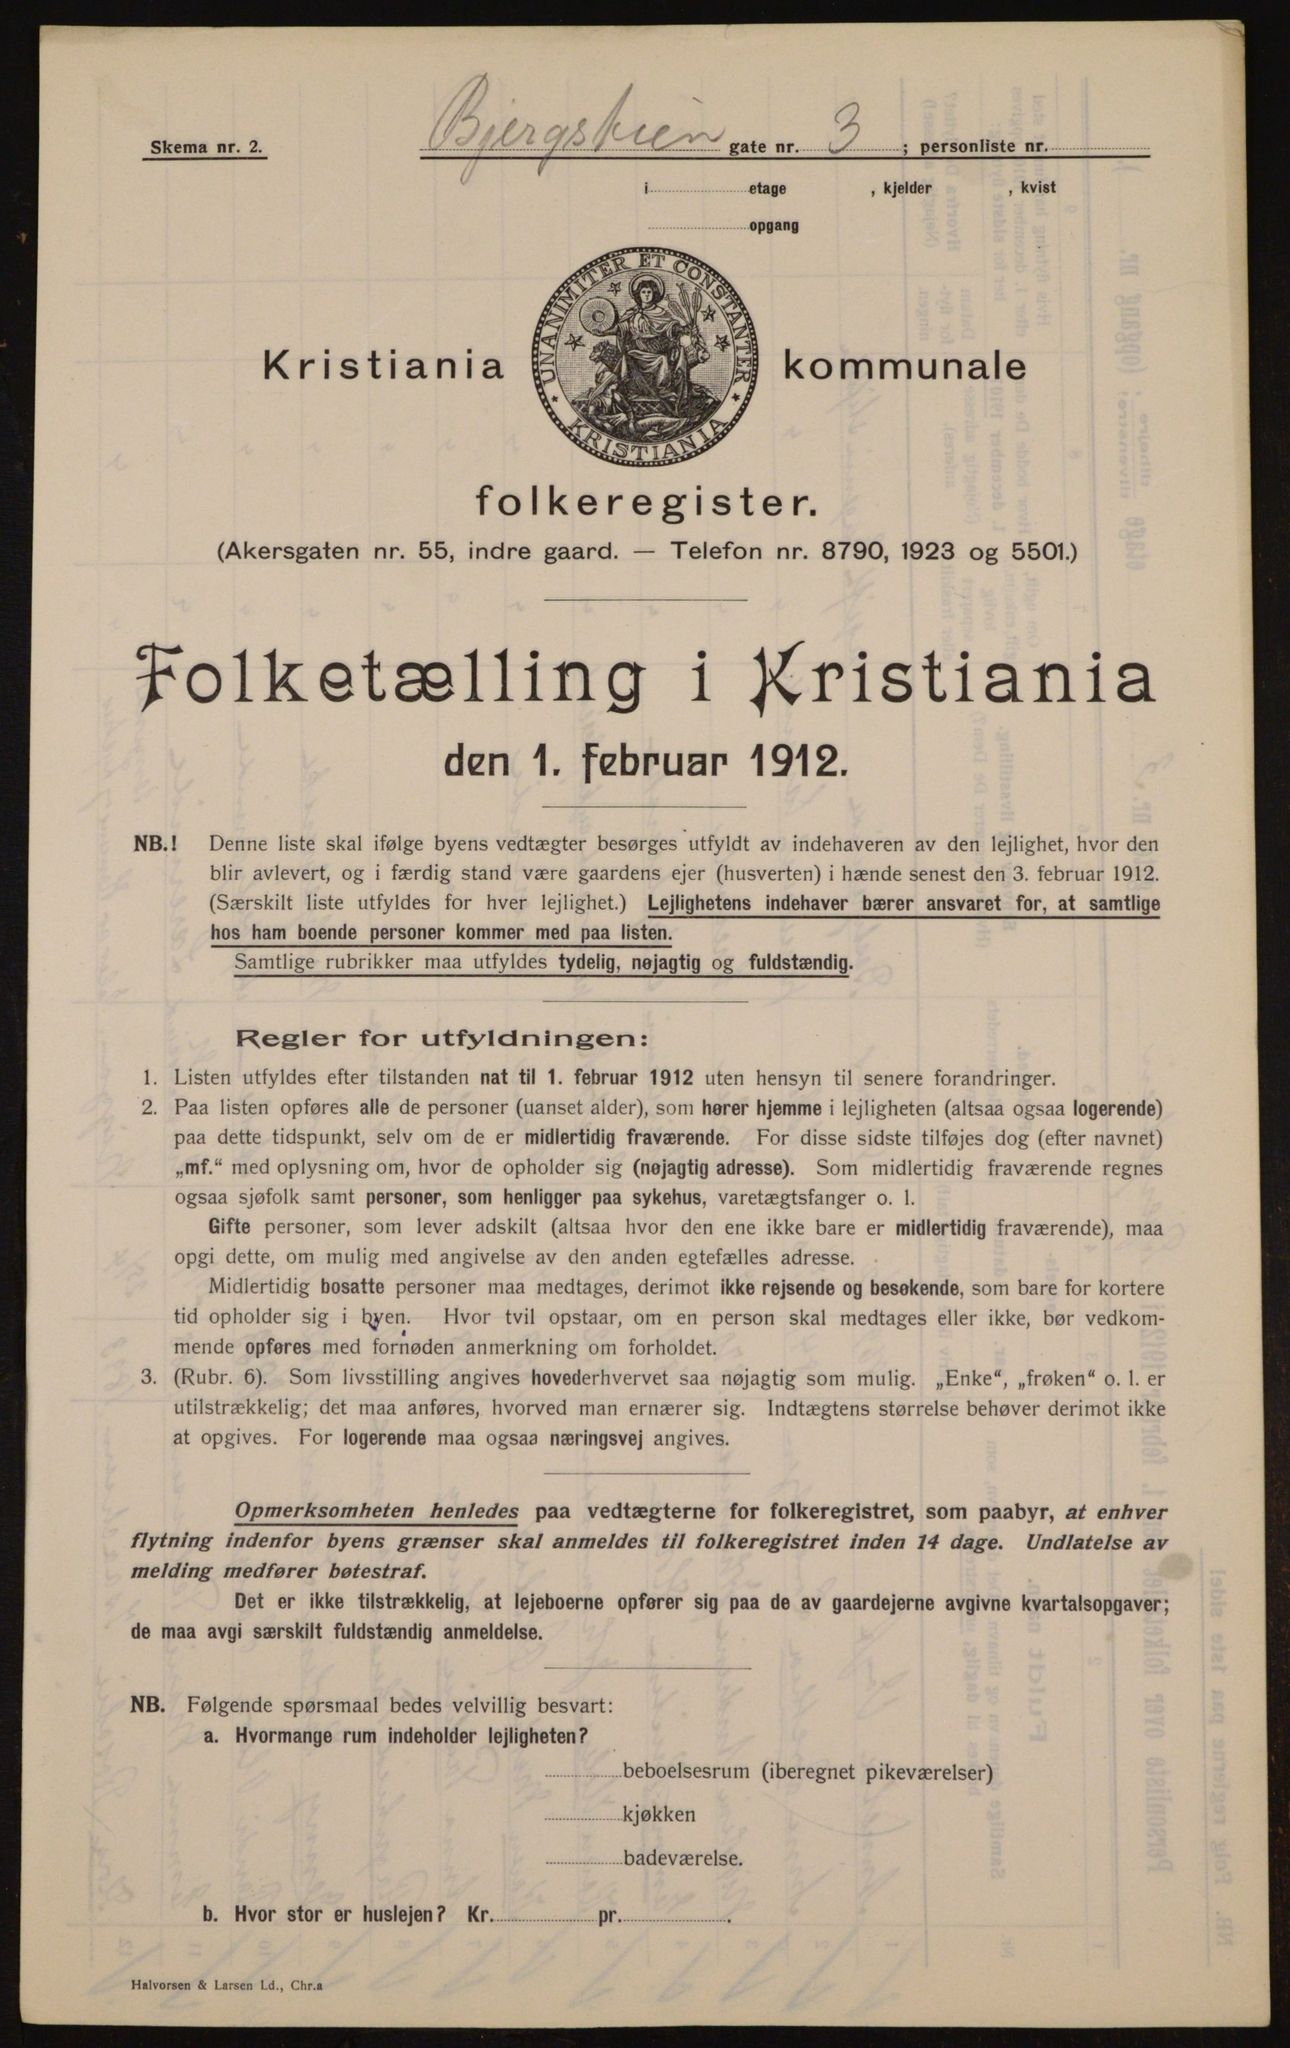 Skema nr. 2.
Bjergstien gate nr. 3 ; personliste nr.
i etage , kjelder , kvist
opgang
UNANIMITER ET CONSTANTER
KRISTIANIA
Kristiania kommunale
folkeregister.
(Akersgaten nr. 55, indre gaard. — Telefon nr. 8790, 1923 og 5501.)
Folketælling i Kristiania
den 1. februar 1912.
NB.! Denne liste skal ifølge byens vedtægter besørges utfyldt av indehaveren av den lejlighet, hvor den
blir avlevert, og i færdig stand være gaardens ejer (husverten) i hænde senest den 3. februar 1912.
(Særskilt liste utfyldes for hver lejlighet.) Lejlighetens indehaver bærer ansvaret for, at samtlige
hos ham boende personer kommer med paa listen.
Samtlige rubrikker maa utfyldes tydelig, nøjagtig og fuldstændig.
Regler for utfyldningen:
1. Listen utfyldes efter tilstanden nat til 1. februar 1912 uten hensyn til senere forandringer.
2. Paa listen opføres alle de personer (uanset alder), som hører hjemme i lejligheten (altsaa ogsaa logerende)
paa dette tidspunkt, selv om de er midlertidig fraværende. For disse sidste tilføjes dog (efter navnet)
„mf.“ med oplysning om, hvor de opholder sig (nøjagtig adresse). Som midlertidig fraværende regnes
ogsaa sjøfolk samt personer, som henligger paa sykehus, varetægtsfanger o. l.
Gifte personer, som lever adskilt (altsaa hvor den ene ikke bare er midlertidig fraværende), maa
opgi dette, om mulig med angivelse av den anden egtefælles adresse.
Midlertidig bosatte personer maa medtages, derimot ikke rejsende og besøkende, som bare for kortere
tid opholder sig i byen. Hvor tvil opstaar, om en person skal medtages eller ikke, bør vedkom-
mende opføres med fornøden anmerkning om forholdet.
3. (Rubr. 6). Som livsstilling angives hovederhvervet saa nøjagtig som mulig. „Enke“, „frøken“ o. l. er
utilstrækkelig; det maa anføres, hvorved man ernærer sig. Indtægtens størrelse behøver derimot ikke
at opgives. For logerende maa ogsaa næringsvej angives.
Opmerksomheten henledes paa vedtægterne for folkeregistret, som paabyr, at enhver
flytning indenfor byens grænser skal anmeldes til folkeregistret inden 14 dage. Undlatelse av
melding medfører bøtestraf.
Det er ikke tilstrækkelig, at lejeboerne opfører sig paa de av gaardejerne avgivne kvartalsopgaver;
de maa avgi særskilt fuldstændig anmeldelse.
NB. Følgende spørsmaal bedes velvillig besvart:
a. Hvormange rum indeholder lejligheten?
beboelsesrum (iberegnet pikeværelser)
kjøkken
badeværelse.
b. Hvor stor er huslejen? Kr. pr. .
Halvorsen & Larsen Ld., Chr.a